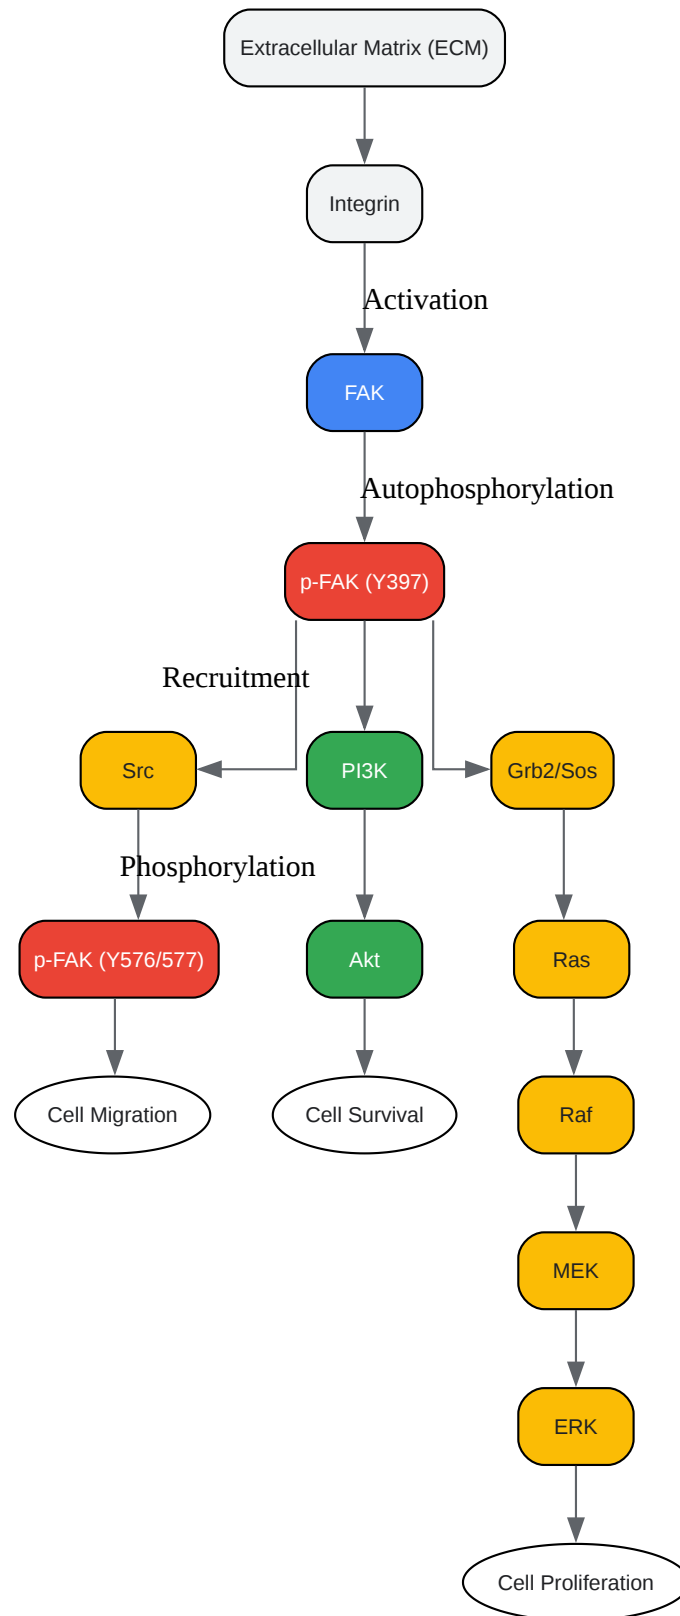 Extracellular Matrix (ECM)
Integrin
Activation
FAK
Autophosphorylation
p-FAK (Y397)
Recruitment
Src
PI3K
Grb2/Sos
Phosphorylation
p-FAK (Y576/577)
Akt
Ras
Cell Migration
Cell Survival
Raf
MEK
ERK
Cell Proliferation